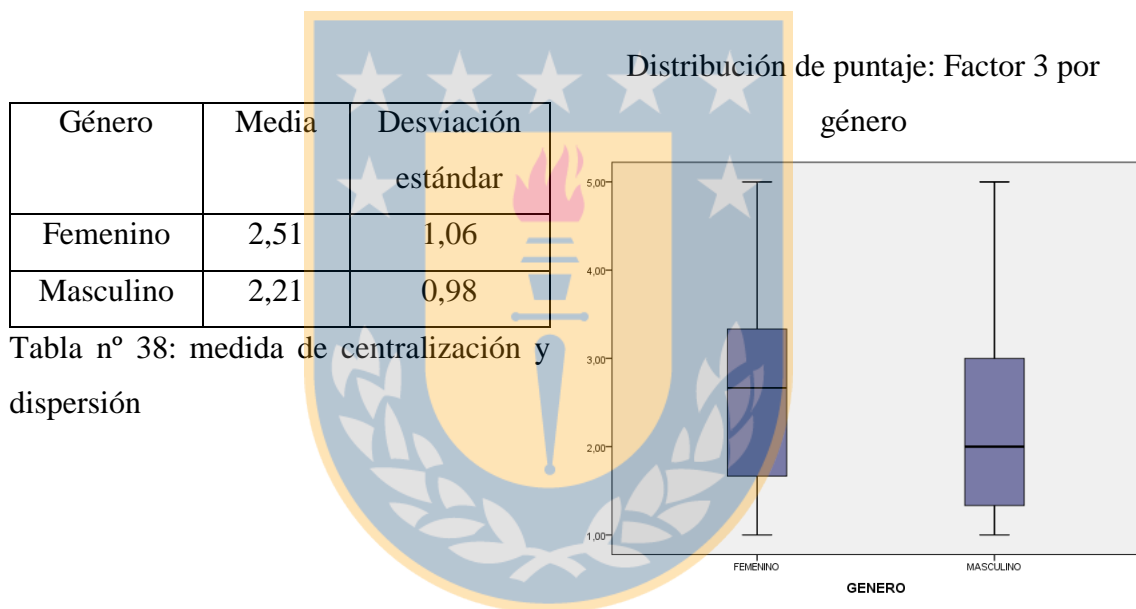 Distribución de puntaje: Factor 3 por
género
Género Media Desviación
estándar
Femenino 2,51 1,06
Masculino 2,21 0,98
Tabla nº 38: medida de centralización y
dispersión
5,00
4,00
3,00
2,00
1,00
FEMENINO MASCULINO
GENERO